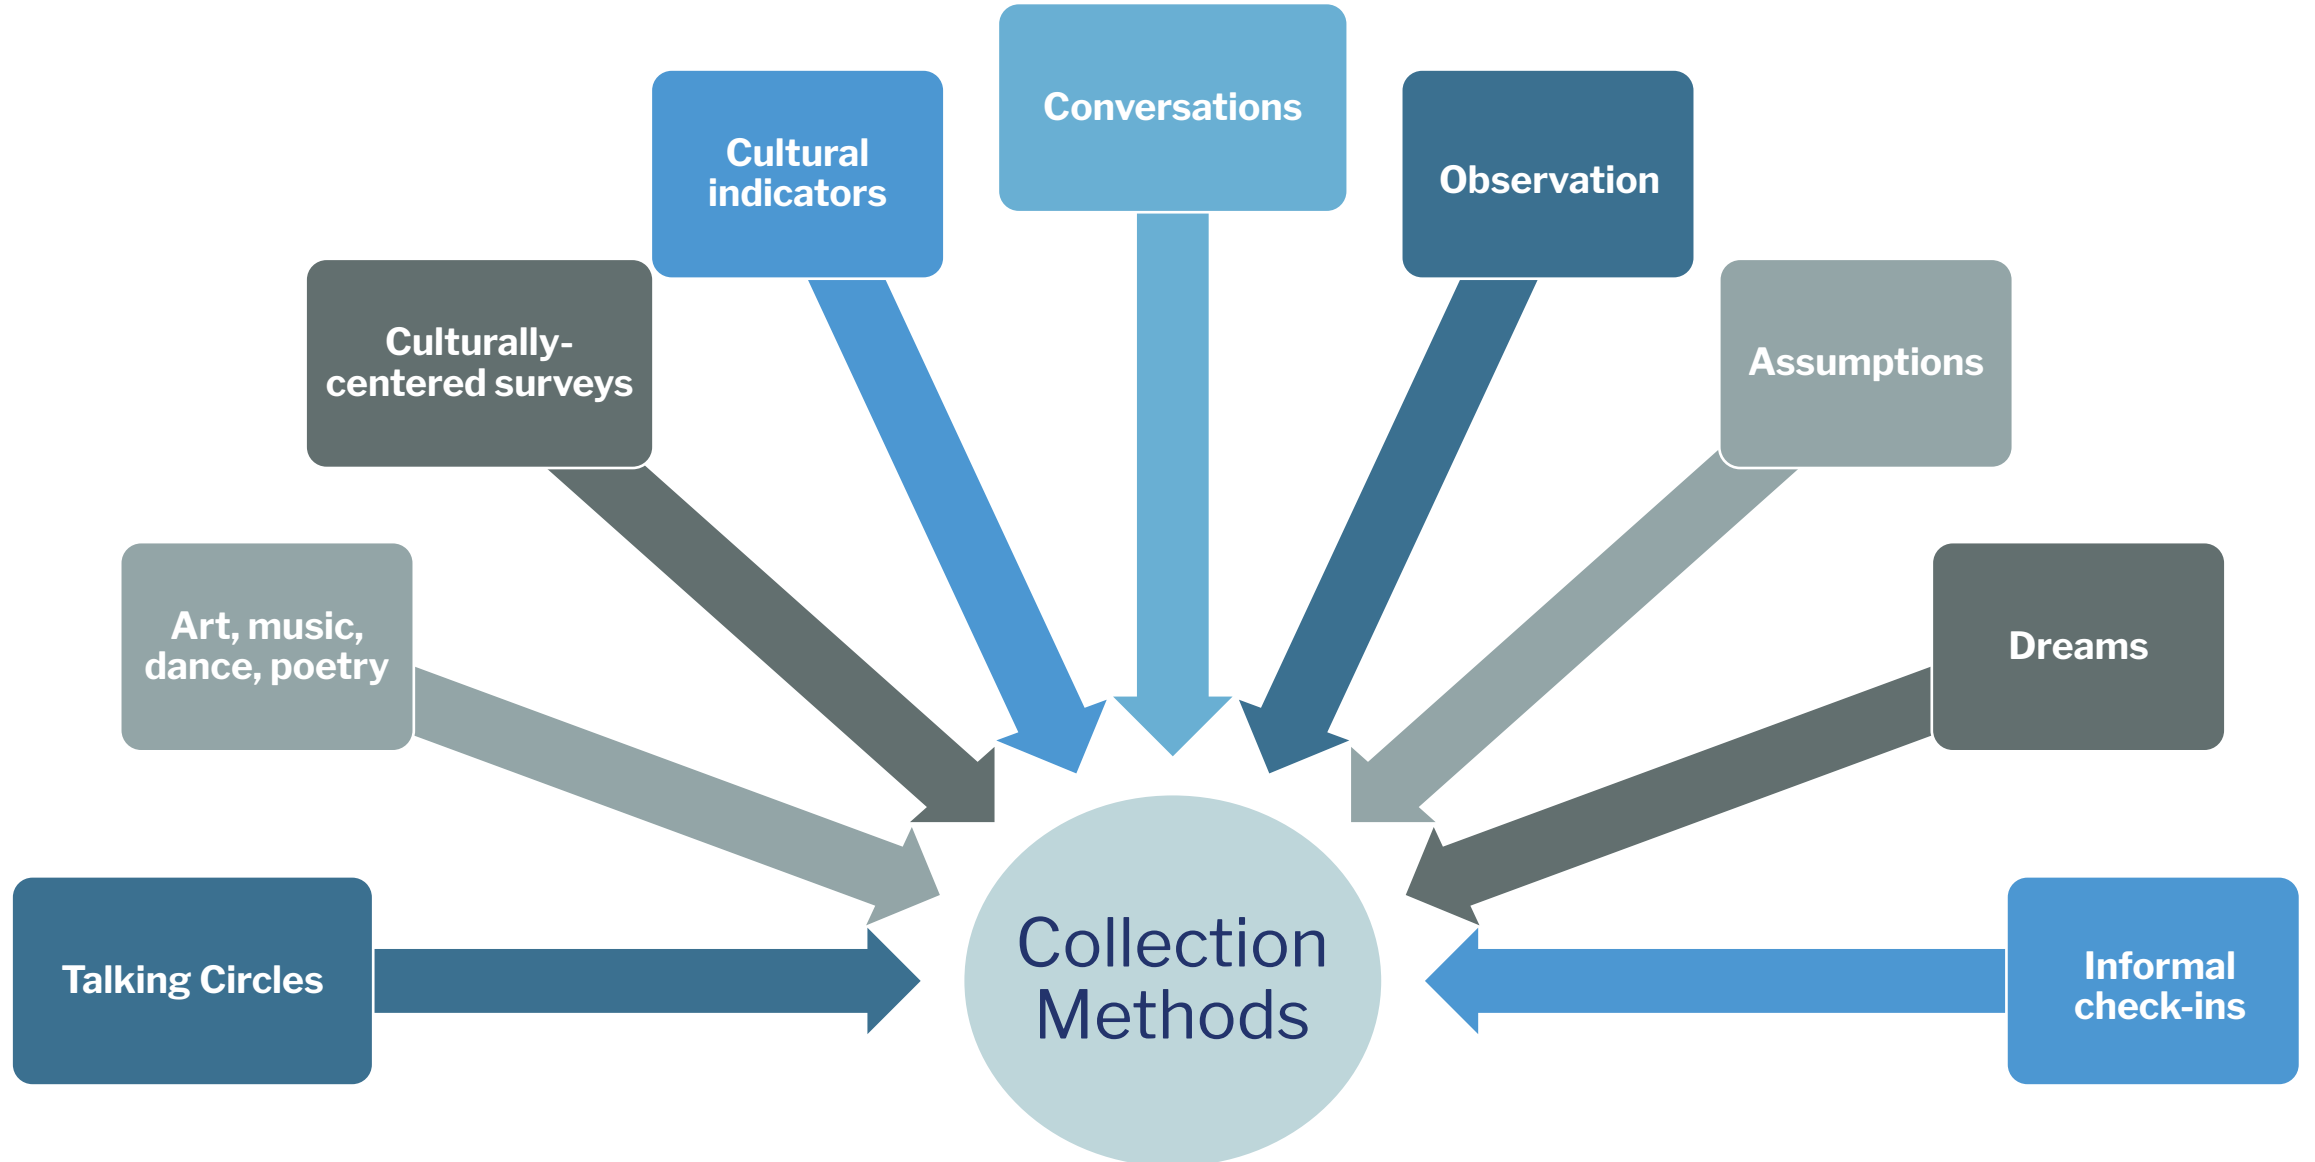 Conversations
Cultural
indicators
Observation
Culturally-
centered surveys
Assumptions
Art, music,
dance, poetry
Dreams
Talking Circles
Collection
Methods
Informal
check-ins